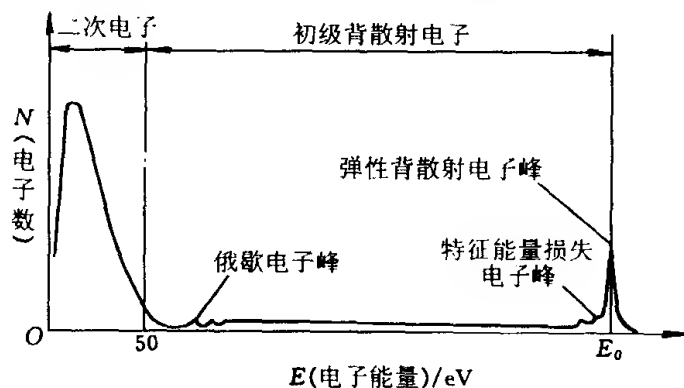 二次电子
初级背散射电子
N(电子数)
弹性背散射电子峰
俄歇电子峰
特征能量损失
电子峰
O
50
E₀
E(电子能量)/eV